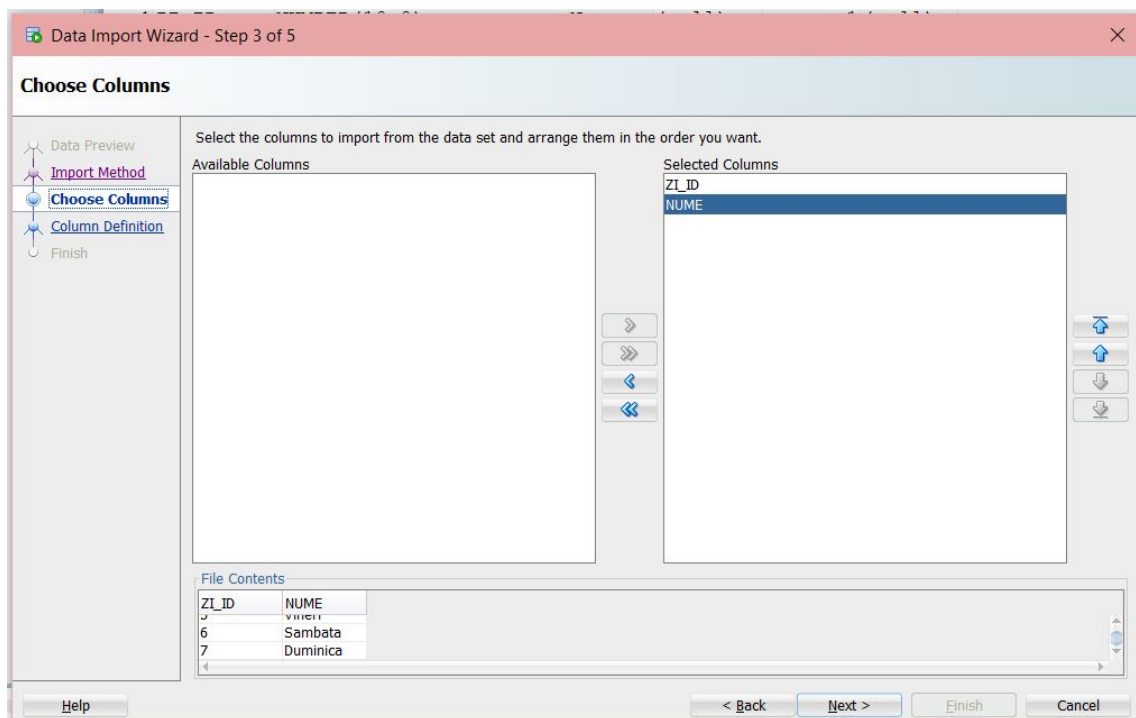 Data Import Wizard - Step 3 of 5
Choose Columns
Data Preview
Import Method
Choose Columns
Column Definition
Finish
Select the columns to import from the data set and arrange them in the order you want.
Available Columns
Selected Columns
ZI_ID
NUME
File Contents
ZI_ID NUME
5 Vineri
6 Sambata
7 Duminica
Help
< Back Next > Finish Cancel